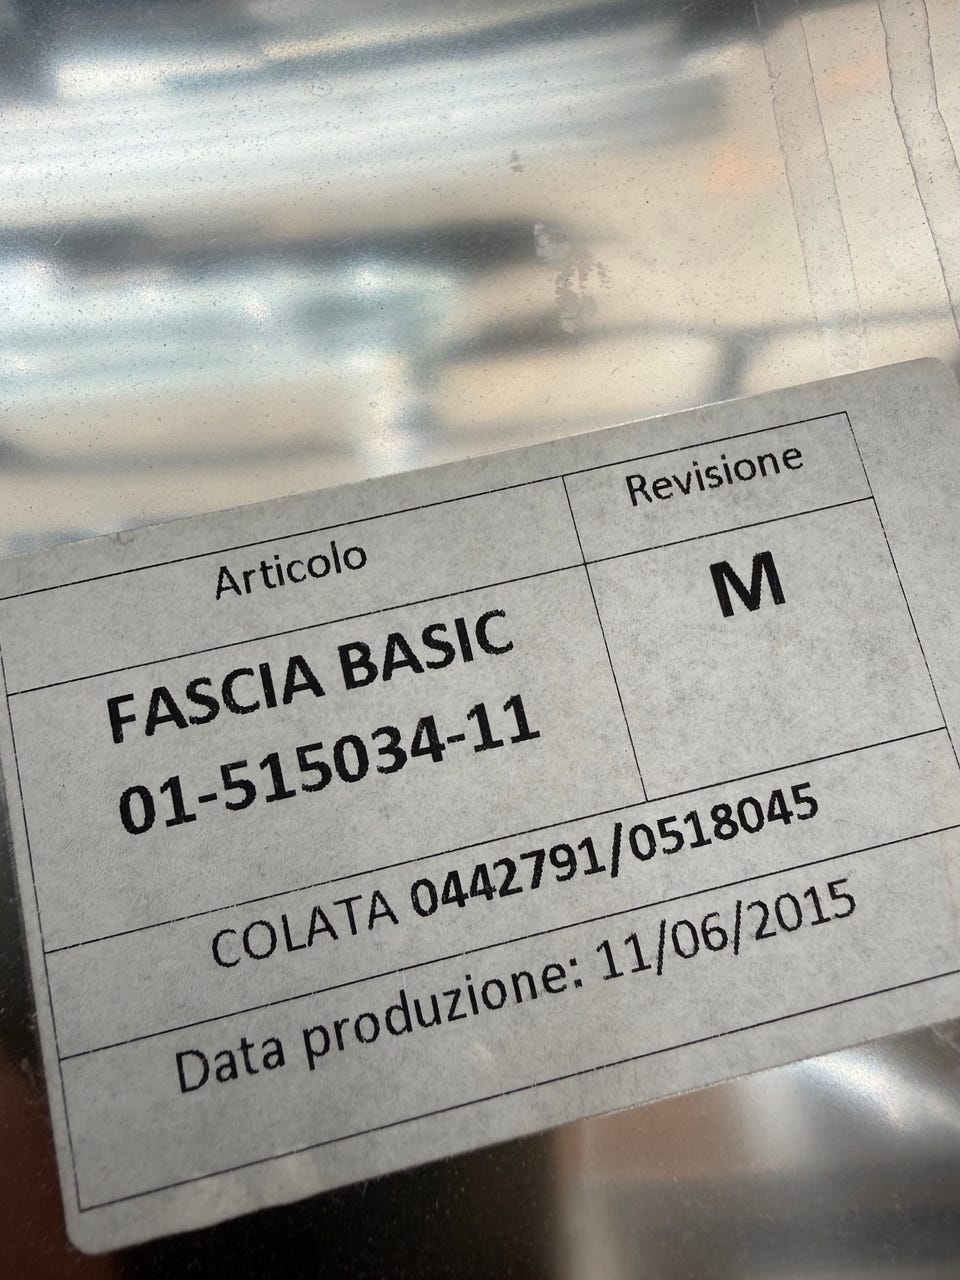 Articolo
Revisione
FASCIA BASIC
01-515034-11
M
COLATA 0442791/0518045
Data produzione: 11/06/2015